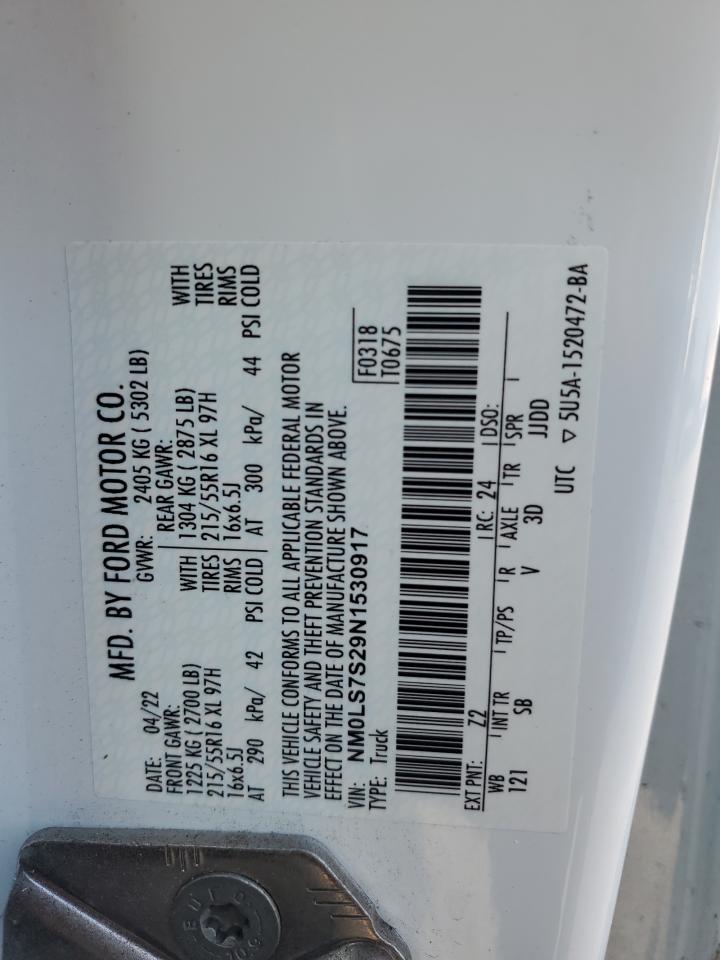 MFD. BY FORD MOTOR CO.
DATE: 04/22 GVWR: 2405 KG ( 5302 LB)
FRONT GAWR: REAR GAWR:
1225 KG ( 2700 LB) WITH 1304 KG ( 2875 LB) WITH
215/55R16 XL 97H TIRES 215/55R16 XL 97H TIRES
16x6.5J RIMS 16x6.5J RIMS
AT 290 kPa/ 42 PSI COLD AT 300 kPa/ 44 PSI COLD
THIS VEHICLE CONFORMS TO ALL APPLICABLE FEDERAL MOTOR
VEHICLE SAFETY AND THEFT PREVENTION STANDARDS IN
EFFECT ON THE DATE OF MANUFACTURE SHOWN ABOVE.
VIN: NM0LS7S29N1530917 F0318
TYPE: Truck T0675
EXT PNT: Z2 RC: 24 DSO:
WB INT TR TP/PS R AXLE TR SPR
121 SB V 3D JJDD
UTC ▽ 5U5A-1520472-BA